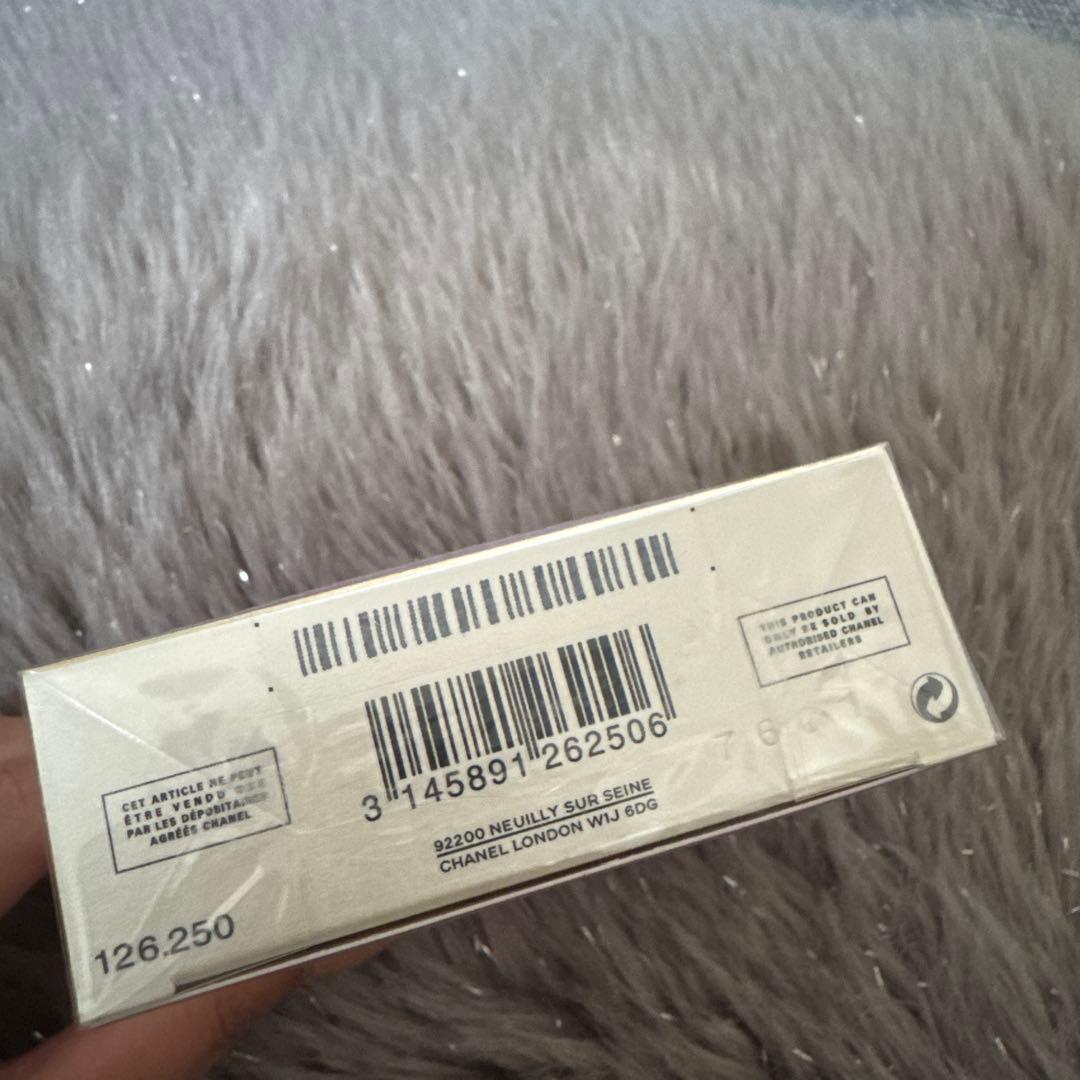 3 145891 262506
92200 NEUILLY SUR SEINE
CHANEL LONDON W1J 6DG
CET ARTICLE NE PEUT
ÊTRE VENDU QUE
PAR LES DÉPOSITAIRES
AGRÉÉS CHANEL
126.250
THIS PRODUCT CAN
ONLY BE SOLD BY
AUTHORISED CHANEL
RETAILERS